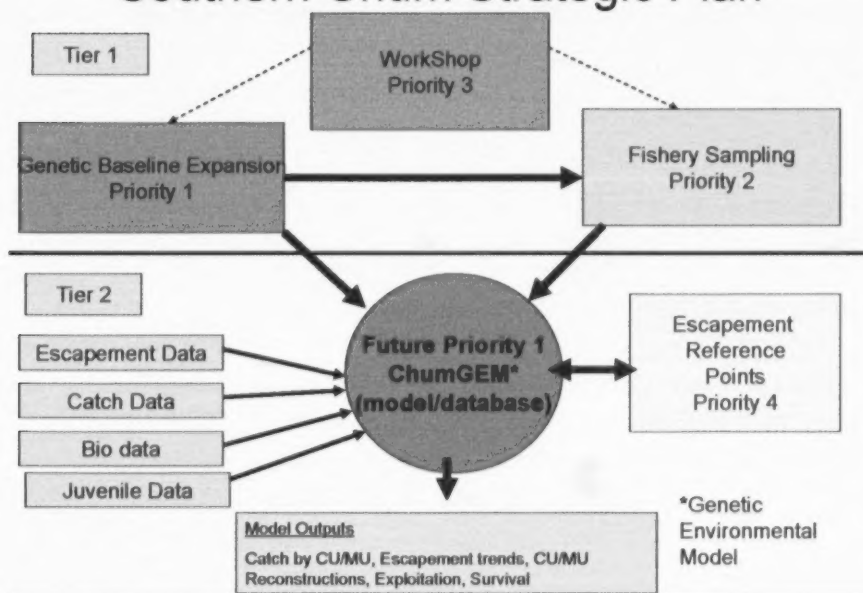 Southern Chum Strategic Plan
Tier 1
WorkShop
Priority 3
Genetic Baseline Expansion
Priority 1
Fishery Sampling
Priority 2
Tier 2
Escapement Data
Catch Data
Bio data
Juvenile Data
Future Priority 1
ChumGEM*
(model/database)
Escapement
Reference
Points
Priority 4
Model Outputs
Catch by CU/MU, Escapement trends, CU/MU
Reconstructions, Exploitation, Survival
*Genetic
Environmental
Model